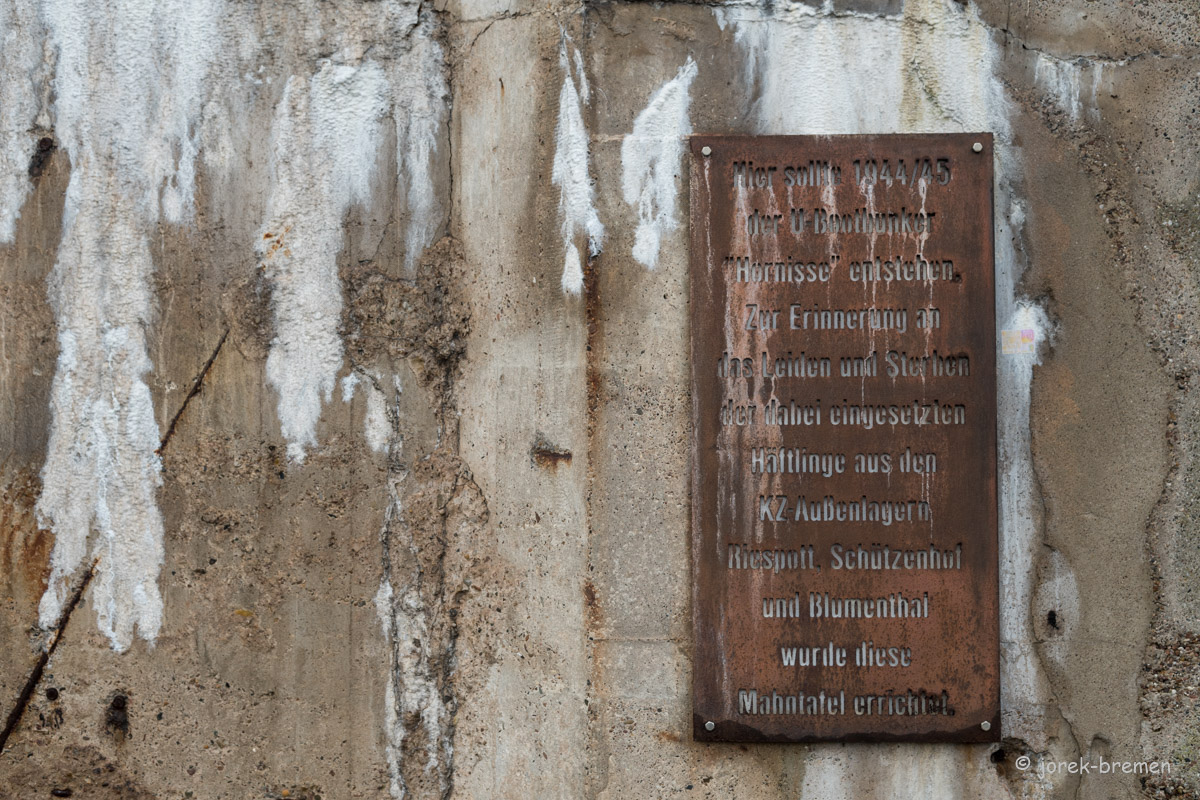 Hier sollte 1944/45
der U-Bootbunker
"Hornisse" entstehen.
Zur Erinnerung an
das Leiden und Sterben
der dabei eingesetzten
Häftlinge aus den
KZ-Außenlagern
Riespott, Schützenhof
und Blumenthal
wurde diese
Mahntafel errichtet.
© jorek-bremen